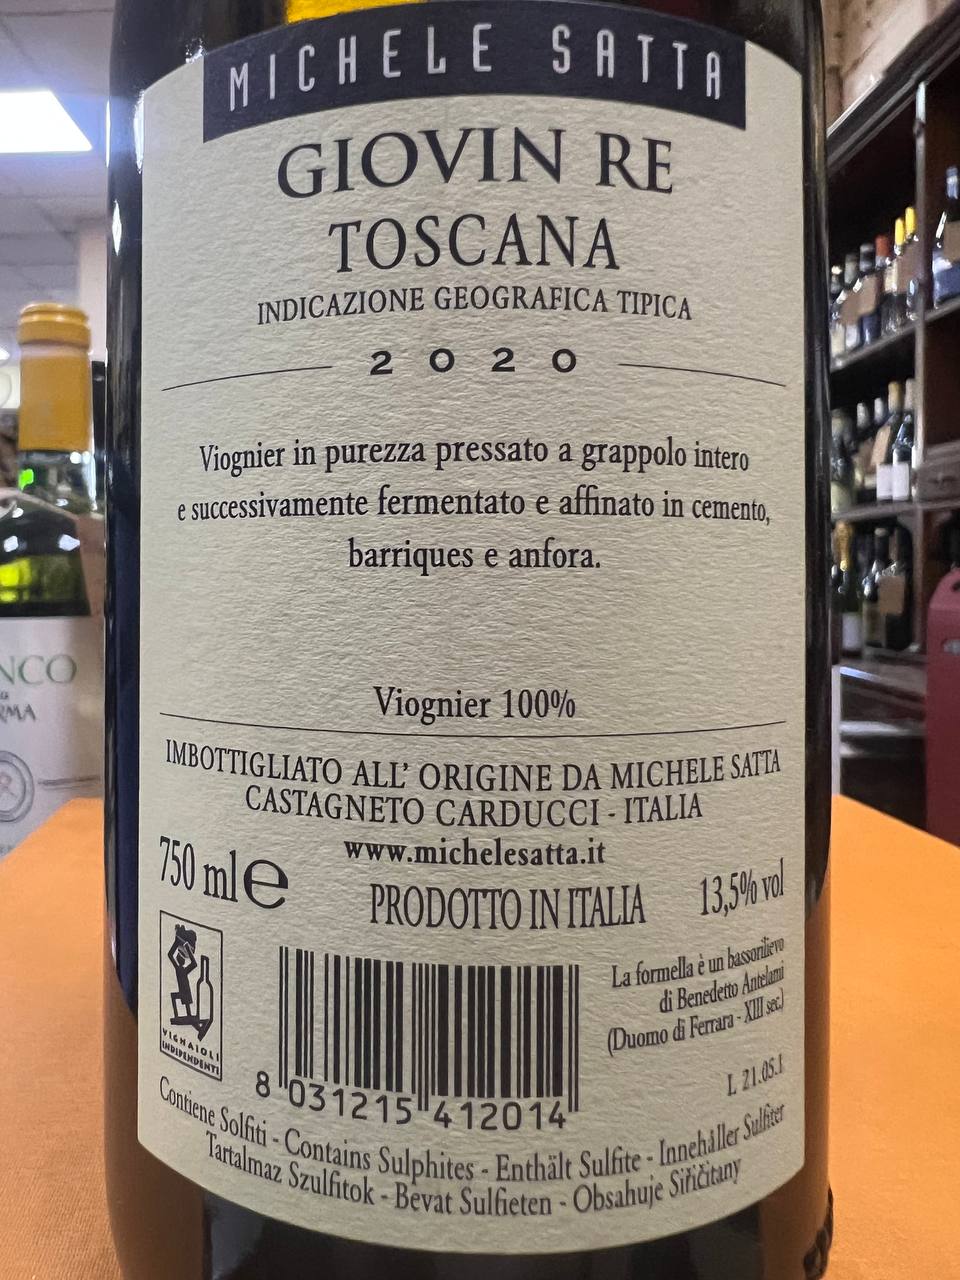 MICHELE SATTA
GIOVIN RE
TOSCANA
INDICAZIONE GEOGRAFICA TIPICA
2020
Viognier in purezza pressato a grappolo intero
e successivamente fermentato e affinato in cemento,
barriques e anfora.
Viognier 100%
IMBOTTIGLIATO ALL' ORIGINE DA MICHELE SATTA
CASTAGNETO CARDUCCI - ITALIA
www.michelesatta.it
750 ml e
PRODOTTO IN ITALIA
13,5% vol
La formella è un bassorilievo
di Benedetto Antelami
(Duomo di Ferrara - XIII sec.)
L 21.05.1
VIGNAIOLI
INDIPENDENTI
8 031215 412014
Contiene Solfiti - Contains Sulphites - Enthält Sulfite - Innehåller Sulfiter
Tartalmaz Szulfitok - Bevat Sulfieten - Obsahuje Siřičitany
NCO
RMA